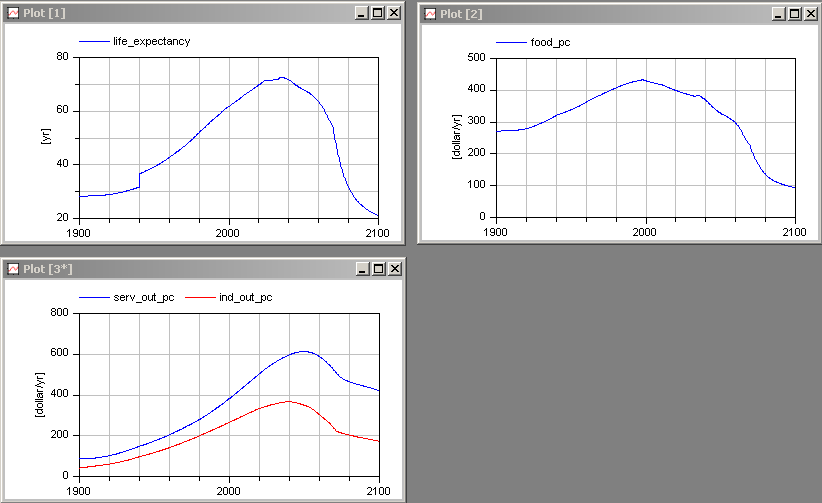 Plot [1]
life_expectancy
80
60
[yr]
40
20
1900 2000 2100
Plot [2]
food_pc
500
400
300
[dollar/yr]
200
100
0
1900 2000 2100
Plot [3*]
serv_out_pc ind_out_pc
800
600
[dollar/yr]
400
200
0
1900 2000 2100